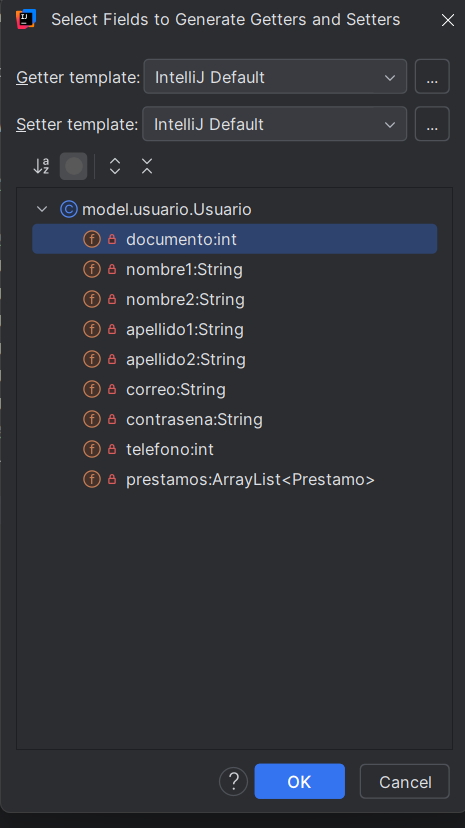 Select Fields to Generate Getters and Setters
Getter template: IntelliJ Default ...
Setter template: IntelliJ Default ...
model.usuario.Usuario
documento:int
nombre1:String
nombre2:String
apellido1:String
apellido2:String
correo:String
contrasena:String
telefono:int
prestamos:ArrayList<Prestamo>
? OK Cancel